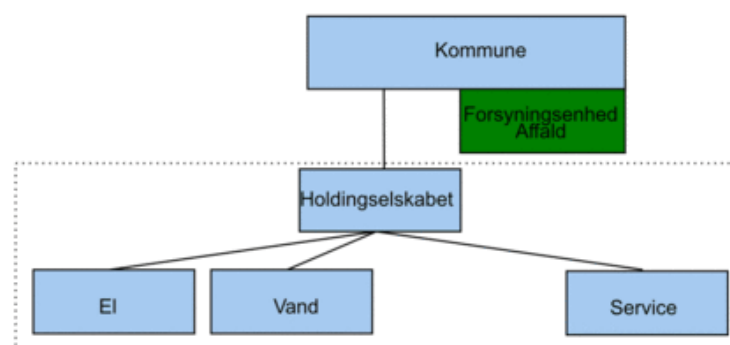 Kommune
Forsyningsenhed
Affald
Holdingselskabet
El
Vand
Service